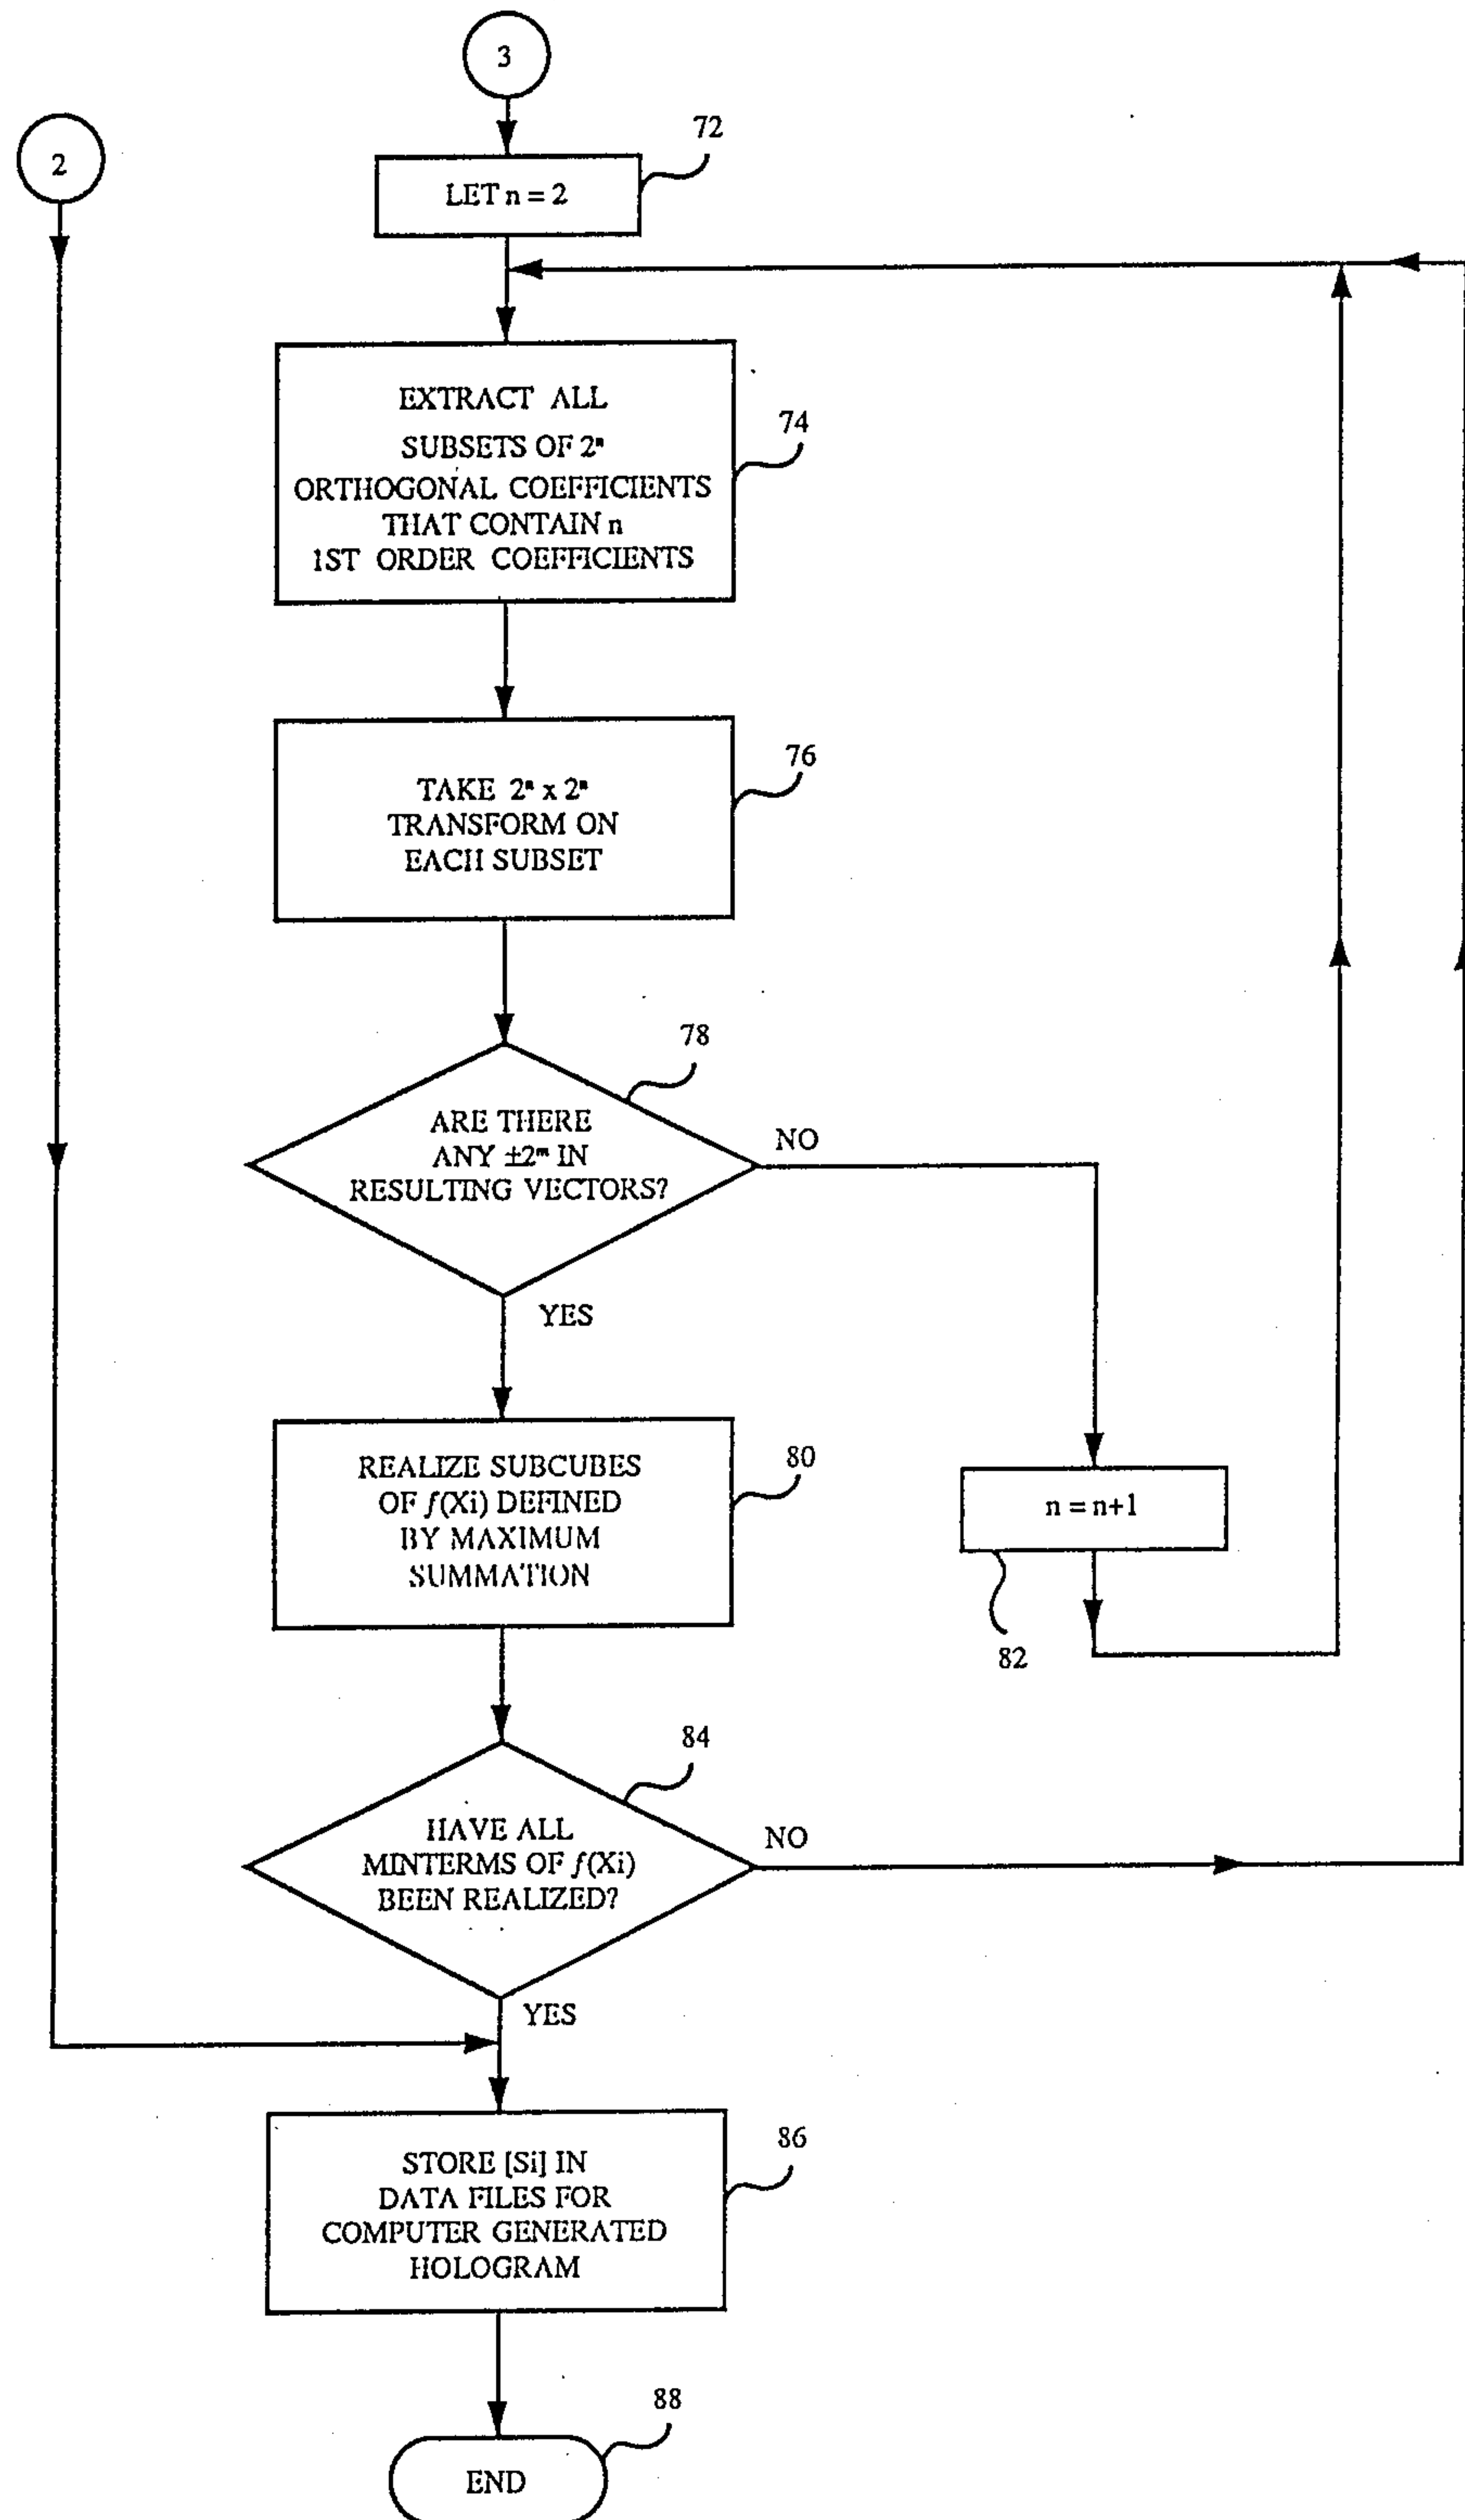 3
2
72
LET n = 2
EXTRACT ALL
SUBSETS OF 2ⁿ
ORTHOGONAL COEFFICIENTS
THAT CONTAIN n
1ST ORDER COEFFICIENTS
74
TAKE 2ⁿ x 2ⁿ
TRANSFORM ON
EACH SUBSET
76
78
ARE THERE
ANY ±2ᵐ IN
RESULTING VECTORS?
NO
YES
REALIZE SUBCUBES
OF f(Xi) DEFINED
BY MAXIMUM
SUMMATION
80
n = n+1
82
84
HAVE ALL
MINTERMS OF f(Xi)
BEEN REALIZED?
NO
YES
STORE [Si] IN
DATA FILES FOR
COMPUTER GENERATED
HOLOGRAM
86
88
END